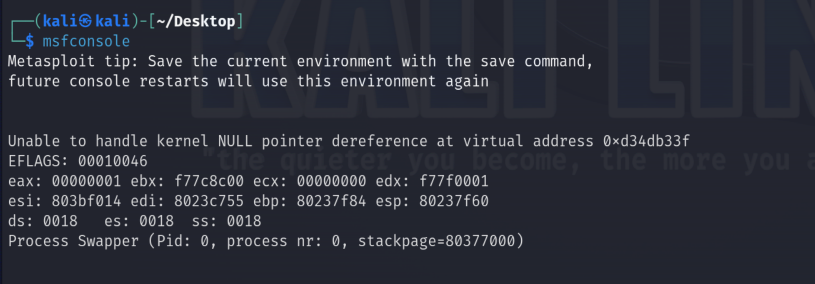 (kali㉿kali)-[~/Desktop]
$ msfconsole
Metasploit tip: Save the current environment with the save command,
future console restarts will use this environment again
Unable to handle kernel NULL pointer dereference at virtual address 0xd34db33f
EFLAGS: 00010046
eax: 00000001 ebx: f77c8c00 ecx: 00000000 edx: f77f0001
esi: 803bf014 edi: 8023c755 ebp: 80237f84 esp: 80237f60
ds: 0018   es: 0018  ss: 0018
Process Swapper (Pid: 0, process nr: 0, stackpage=80377000)
KALI LIN
"the quieter you become, the more you a